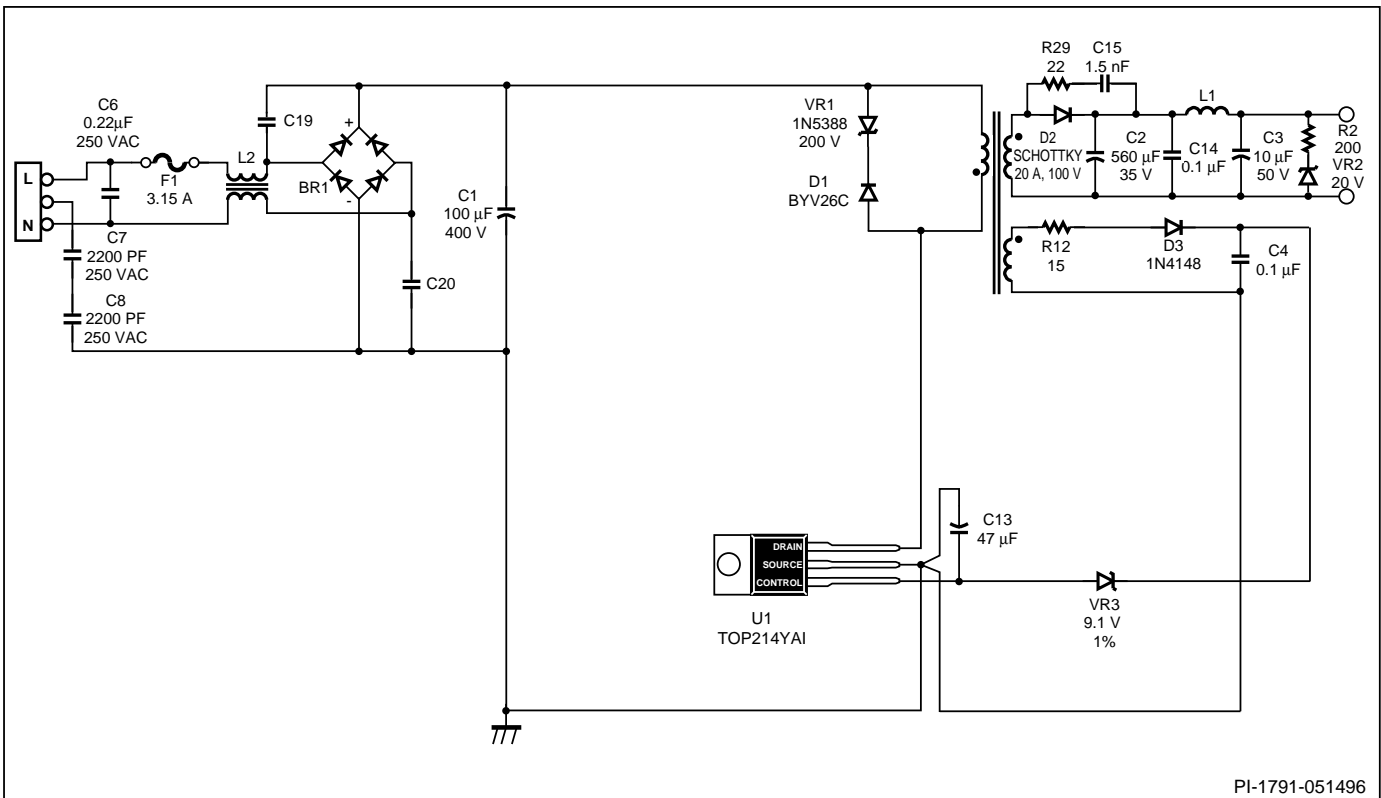 C6
0.22µF
250 VAC
L
N
F1
3.15 A
L2
C19
+
-
BR1
C7
2200 PF
250 VAC
C8
2200 PF
250 VAC
C20
C1
100 µF
400 V
VR1
1N5388
200 V
D1
BYV26C
R29
22
C15
1.5 nF
D2
SCHOTTKY
20 A, 100 V
C2
560 µF
35 V
C14
0.1 µF
L1
C3
10 µF
50 V
R2
200
VR2
20 V
R12
15
D3
1N4148
C4
0.1 µF
DRAIN
SOURCE
CONTROL
U1
TOP214YAI
C13
47 µF
VR3
9.1 V
1%
PI-1791-051496